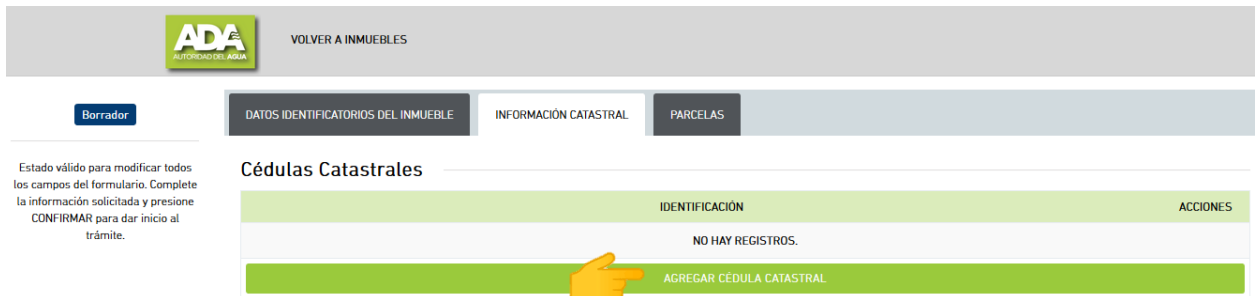 ADA
AUTORIDAD DEL AGUA
VOLVER A INMUEBLES
Borrador
Estado válido para modificar todos
los campos del formulario. Complete
la información solicitada y presione
CONFIRMAR para dar inicio al
trámite.
DATOS IDENTIFICATORIOS DEL INMUEBLE
INFORMACIÓN CATASTRAL
PARCELAS
Cédulas Catastrales
IDENTIFICACIÓN
ACCIONES
NO HAY REGISTROS.
AGREGAR CÉDULA CATASTRAL